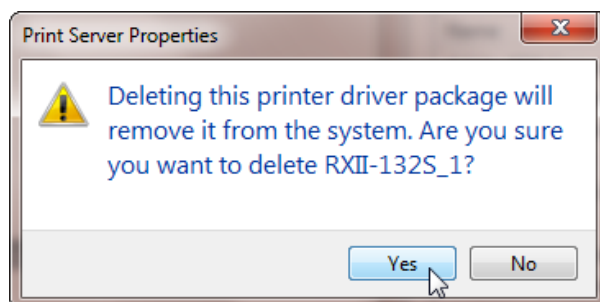 Print Server Properties
Deleting this printer driver package will
remove it from the system. Are you sure
you want to delete RXII-132S_1?
Yes No